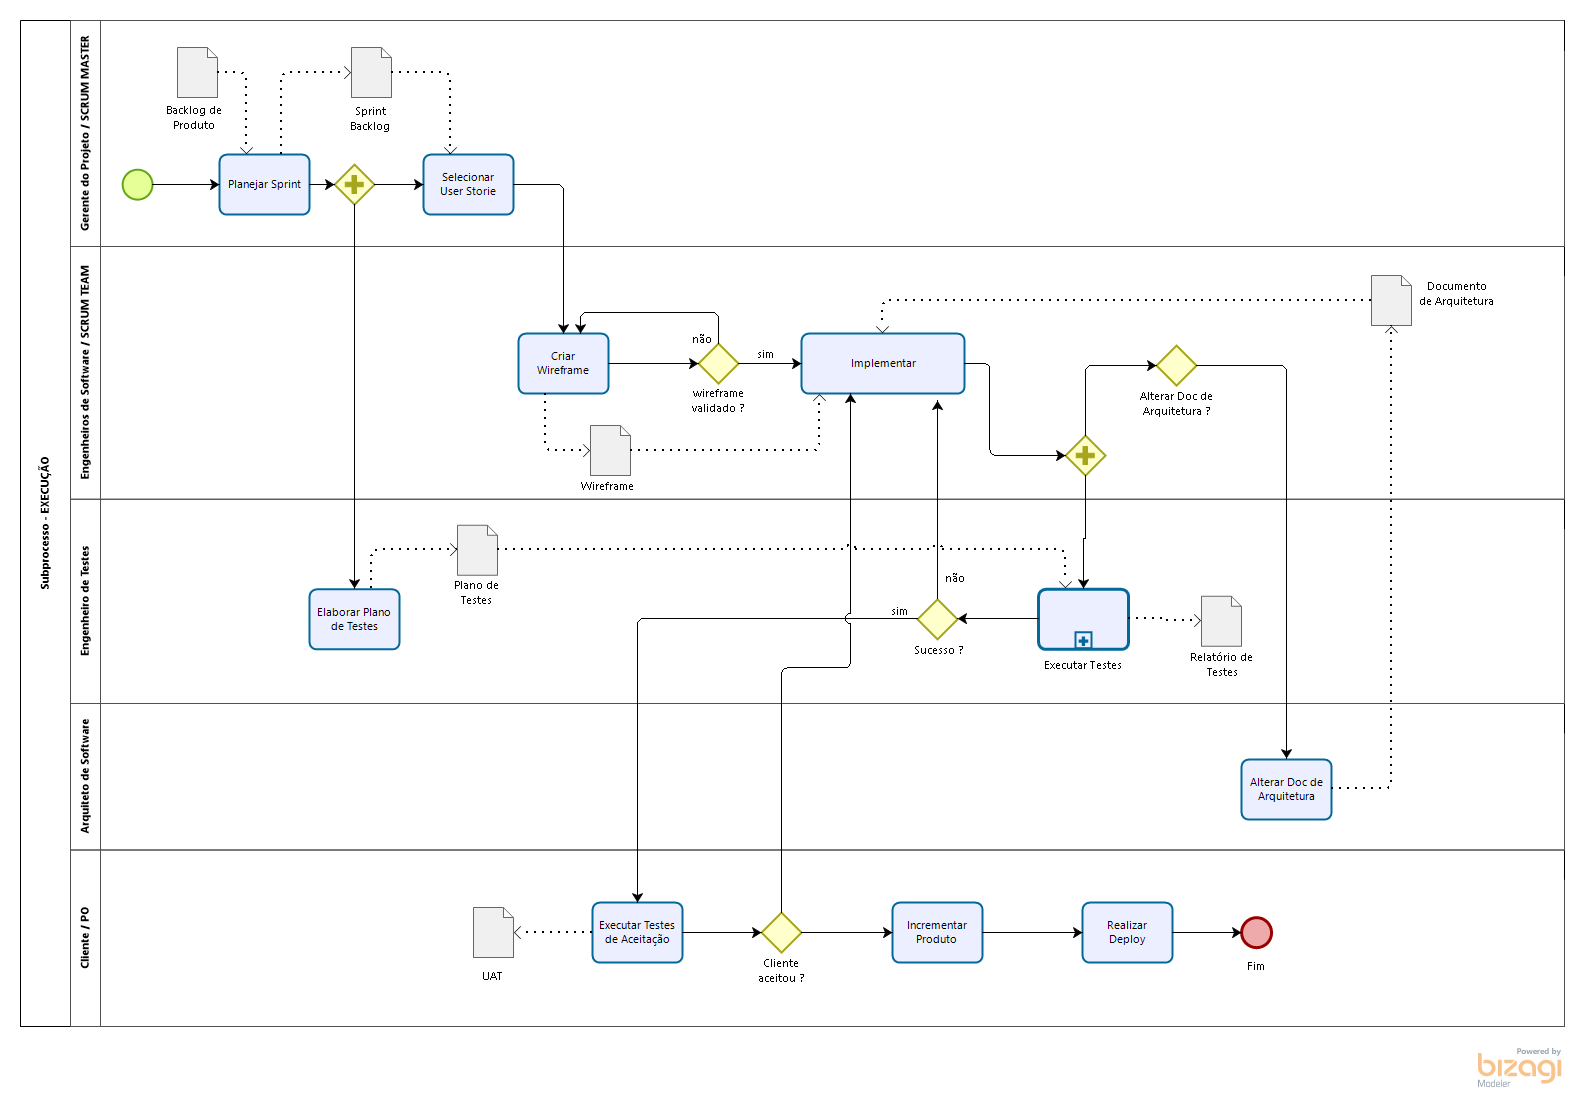 Subprocesso - EXECUÇÃO
Gerente do Projeto / SCRUM MASTER
Backlog de
Produto
Sprint
Backlog
Planejar Sprint
Selecionar
User Storie
Engenheiros de Software / SCRUM TEAM
Documento
de Arquitetura
não
sim
Criar
Wireframe
Implementar
wireframe
validado ?
Alterar Doc de
Arquitetura ?
Wireframe
Engenheiro de Testes
Plano de
Testes
não
sim
Elaborar Plano
de Testes
Sucesso ?
Executar Testes
Relatório de
Testes
Arquiteto de Software
Alterar Doc de
Arquitetura
Cliente / PO
UAT
Executar Testes
de Aceitação
Cliente
aceitou ?
Incrementar
Produto
Realizar
Deploy
Fim
Powered by
bizagi
Modeler